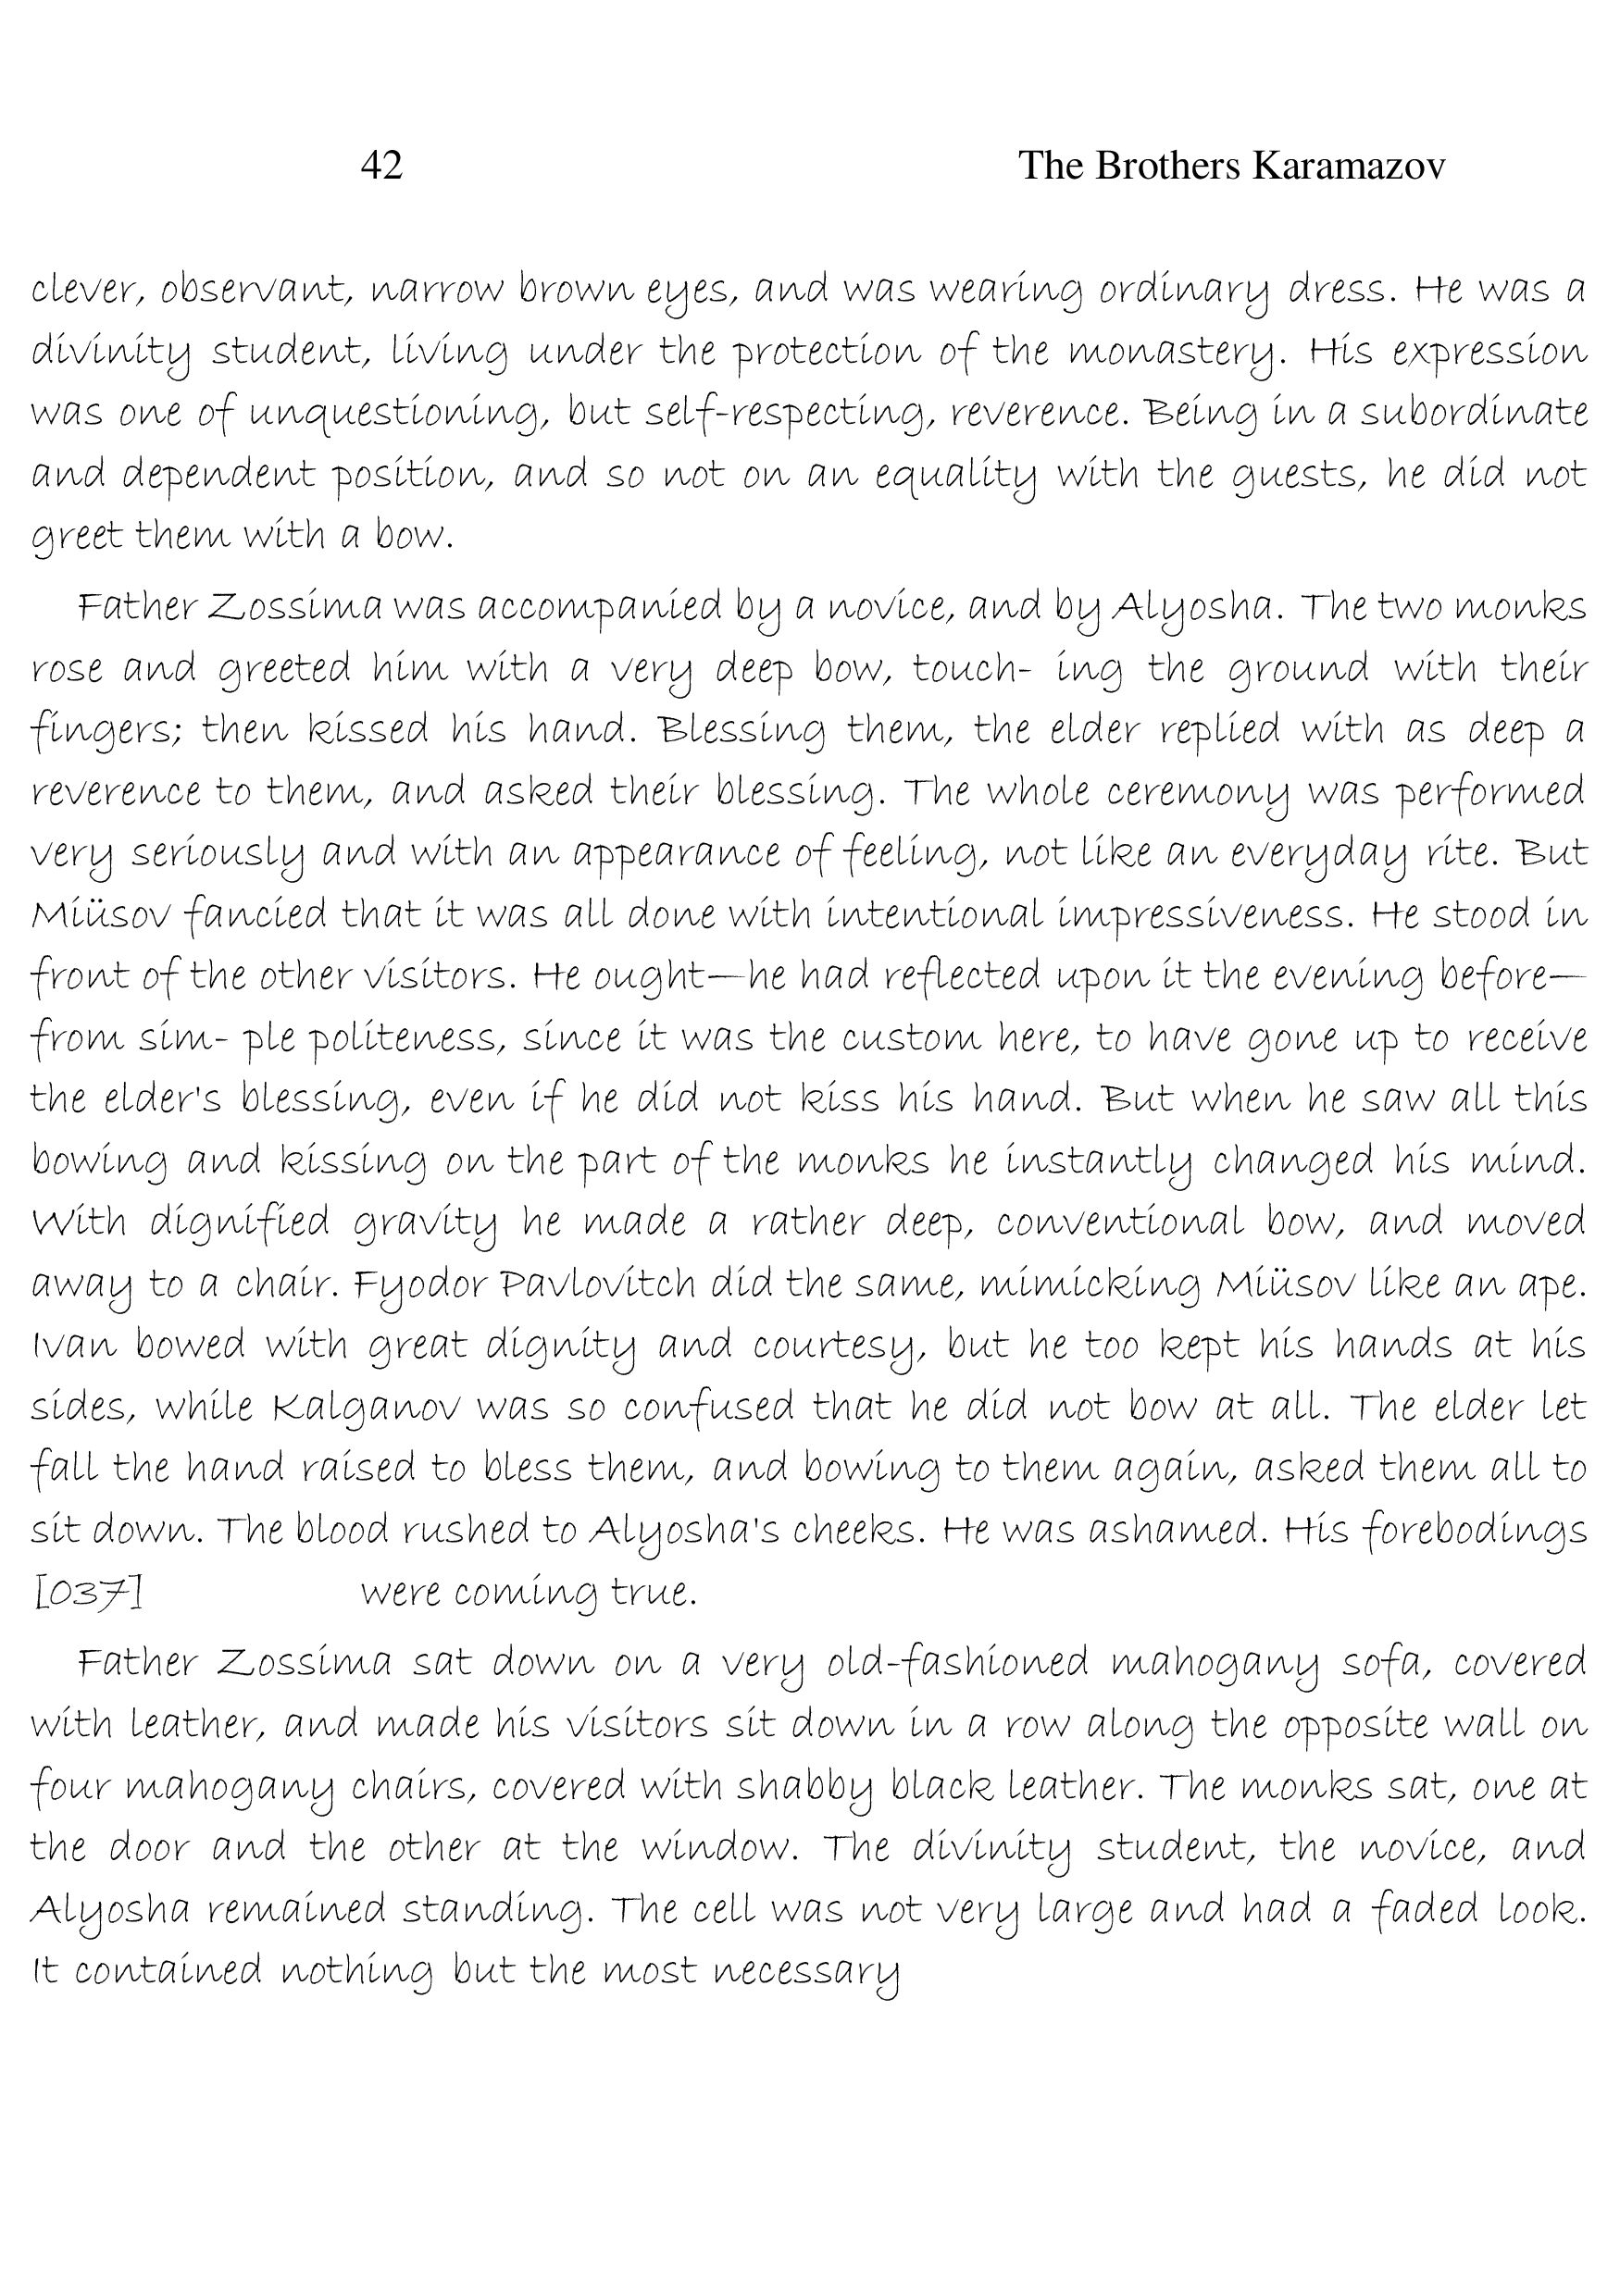 42 The Brothers Karamazov
clever, observant, narrow brown eyes, and was wearing ordinary dress. He was a
divinity student, living under the protection of the monastery. His expression
was one of unquestioning, but self-respecting, reverence. Being in a subordinate
and dependent position, and so not on an equality with the guests, he did not
greet them with a bow.
Father Zossima was accompanied by a novice, and by Alyosha. The two monks
rose and greeted him with a very deep bow, touch- ing the ground with their
fingers; then kissed his hand. Blessing them, the elder replied with as deep a
reverence to them, and asked their blessing. The whole ceremony was performed
very seriously and with an appearance of feeling, not like an everyday rite. But
Miüsov fancied that it was all done with intentional impressiveness. He stood in
front of the other visitors. He ought—he had reflected upon it the evening before—
from sim- ple politeness, since it was the custom here, to have gone up to receive
the elder's blessing, even if he did not kiss his hand. But when he saw all this
bowing and kissing on the part of the monks he instantly changed his mind.
With dignified gravity he made a rather deep, conventional bow, and moved
away to a chair. Fyodor Pavlovitch did the same, mimicking Miüsov like an ape.
Ivan bowed with great dignity and courtesy, but he too kept his hands at his
sides, while Kalganov was so confused that he did not bow at all. The elder let
fall the hand raised to bless them, and bowing to them again, asked them all to
sit down. The blood rushed to Alyosha's cheeks. He was ashamed. His forebodings
[037] were coming true.
Father Zossima sat down on a very old-fashioned mahogany sofa, covered
with leather, and made his visitors sit down in a row along the opposite wall on
four mahogany chairs, covered with shabby black leather. The monks sat, one at
the door and the other at the window. The divinity student, the novice, and
Alyosha remained standing. The cell was not very large and had a faded look.
It contained nothing but the most necessary